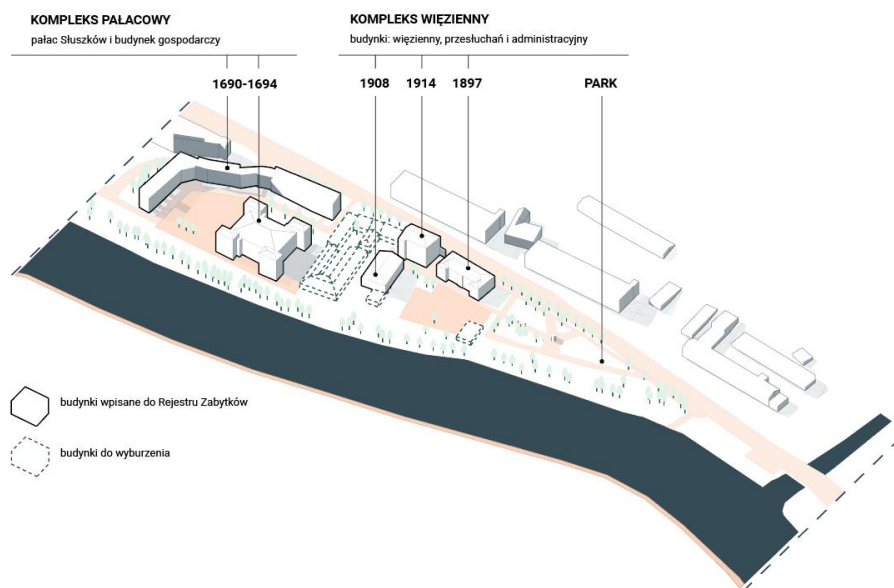 KOMPLEKS PAŁACOWY
pałac Słuszków i budynek gospodarczy
KOMPLEKS WIĘZIENNY
budynki: więzienny, przesłuchań i administracyjny
1690-1694
1908
1914
1897
PARK
budynki wpisane do Rejestru Zabytków
budynki do wyburzenia